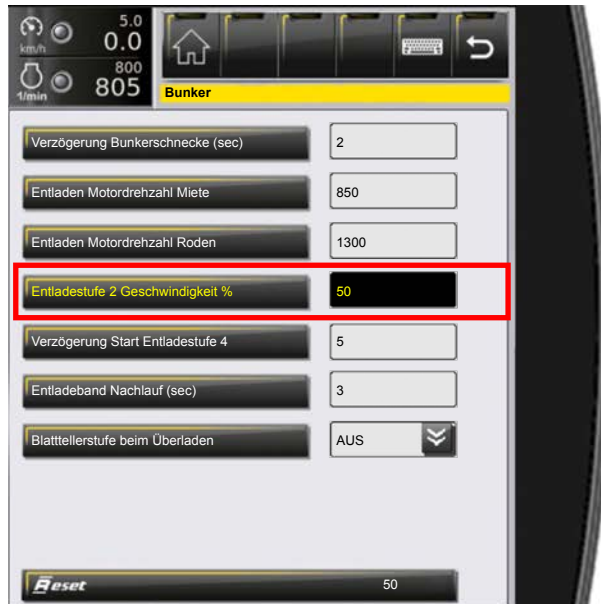 5.0
km/h 0.0
800
1/min 805
Bunker
Verzögerung Bunkerschnecke (sec) 2
Entladen Motordrehzahl Miete 850
Entladen Motordrehzahl Roden 1300
Entladestufe 2 Geschwindigkeit % 50
Verzögerung Start Entladestufe 4 5
Entladeband Nachlauf (sec) 3
Blatttellerstufe beim Überladen AUS
Reset 50